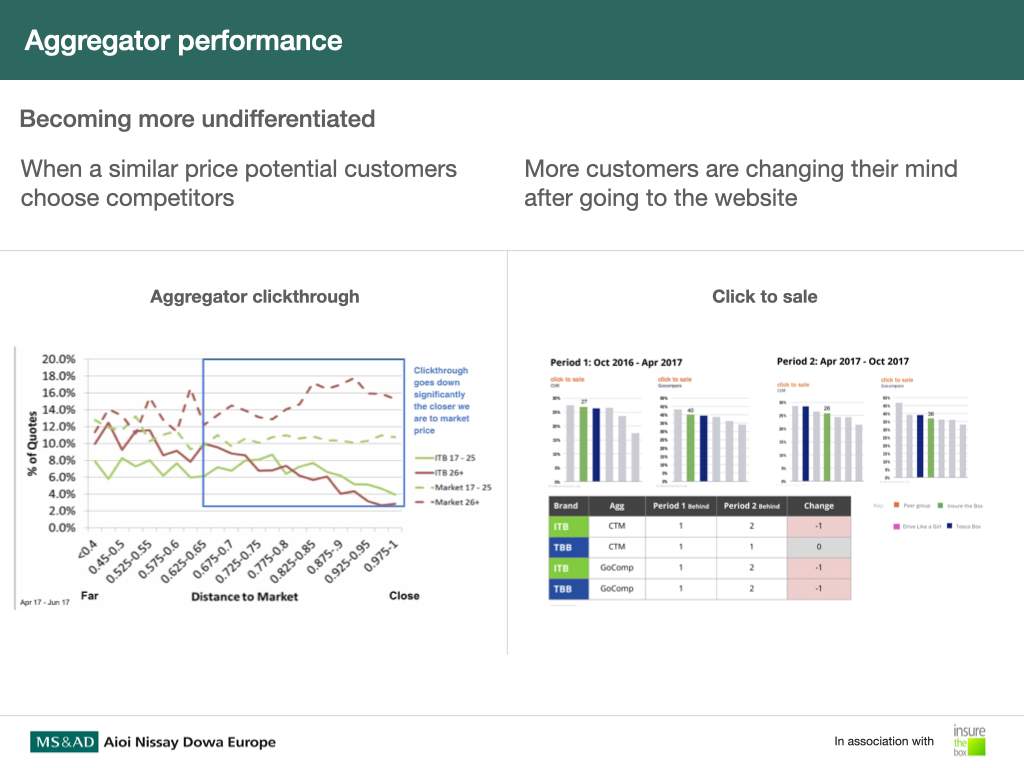 Aggregator performance
Becoming more undifferentiated
When a similar price potential customers
choose competitors
More customers are changing their mind
after going to the website
Aggregator clickthrough
20.0%
18.0%
16.0%
14.0%
12.0%
10.0%
8.0%
6.0%
4.0%
2.0%
0.0%
% of Quotes
<0.4
0.45-0.5
0.525-0.55
0.575-0.6
0.625-0.65
0.675-0.7
0.725-0.75
0.775-0.8
0.825-0.85
0.875-.9
0.925-0.95
0.975-1
Far
Distance to Market
Close
Apr 17 - Jun 17
Clickthrough
goes down
significantly
the closer we
are to market
price
ITB 17 - 25
ITB 26+
Market 17 - 25
Market 26+
Click to sale
Period 1: Oct 2016 - Apr 2017
Period 2: Apr 2017 - Oct 2017
click to sale
CTM
27
click to sale
Gocompare
40
click to sale
CTM
26
click to sale
Gocompare
38
Brand Agg Period 1 Behind Period 2 Behind Change
ITB CTM 1 2 -1
TBB CTM 1 1 0
ITB GoComp 1 2 -1
TBB GoComp 1 2 -1
Key
Peer group
Insure the Box
Drive Like a Girl
Tesco Box
MS&AD Aioi Nissay Dowa Europe
In association with
insure
the
box